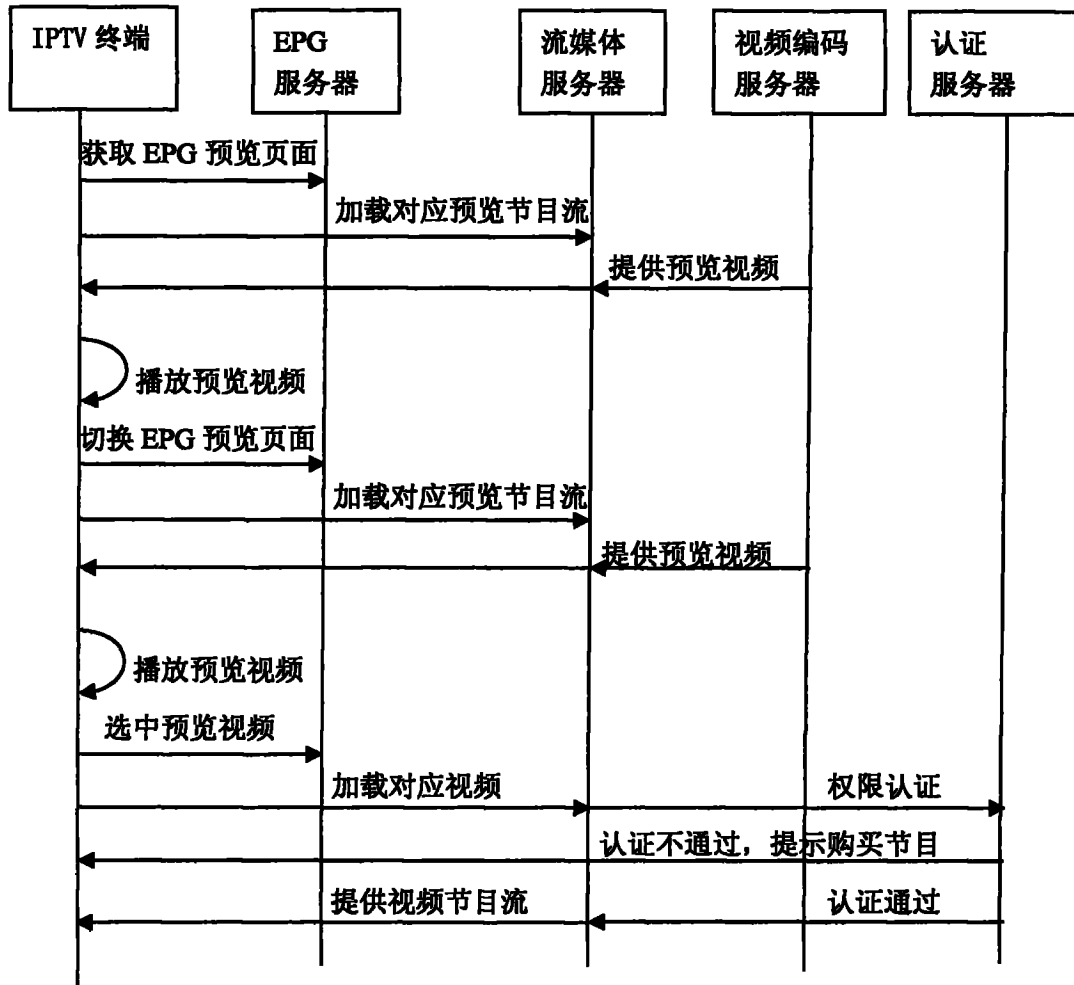 IPTV 终端
EPG
服务器
流媒体
服务器
视频编码
服务器
认证
服务器
获取 EPG 预览页面
加载对应预览节目流
提供预览视频
播放预览视频
切换 EPG 预览页面
加载对应预览节目流
提供预览视频
播放预览视频
选中预览视频
加载对应视频
权限认证
认证不通过，提示购买节目
提供视频节目流
认证通过